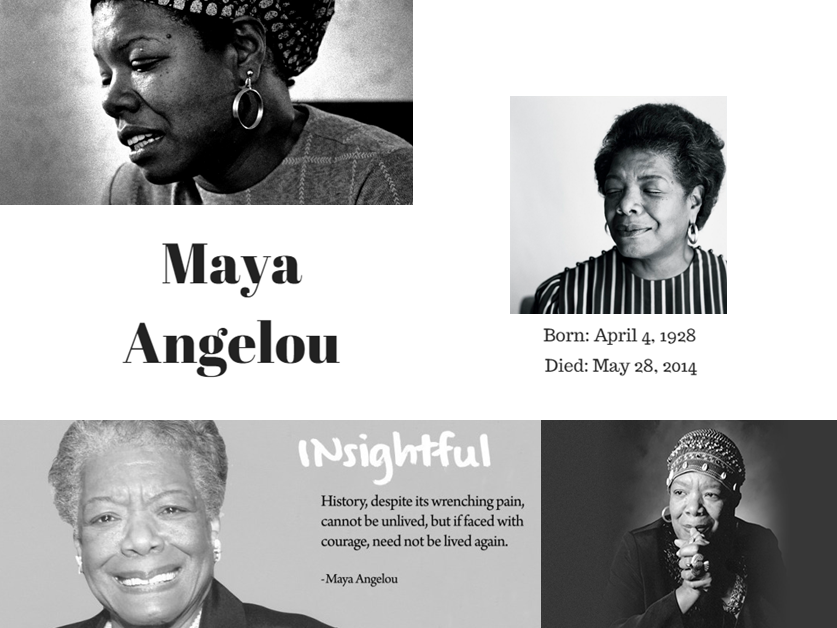 Maya
Angelou
Born: April 4, 1928
Died: May 28, 2014
INsightful
History, despite its wrenching pain,
cannot be unlived, but if faced with
courage, need not be lived again.
-Maya Angelou